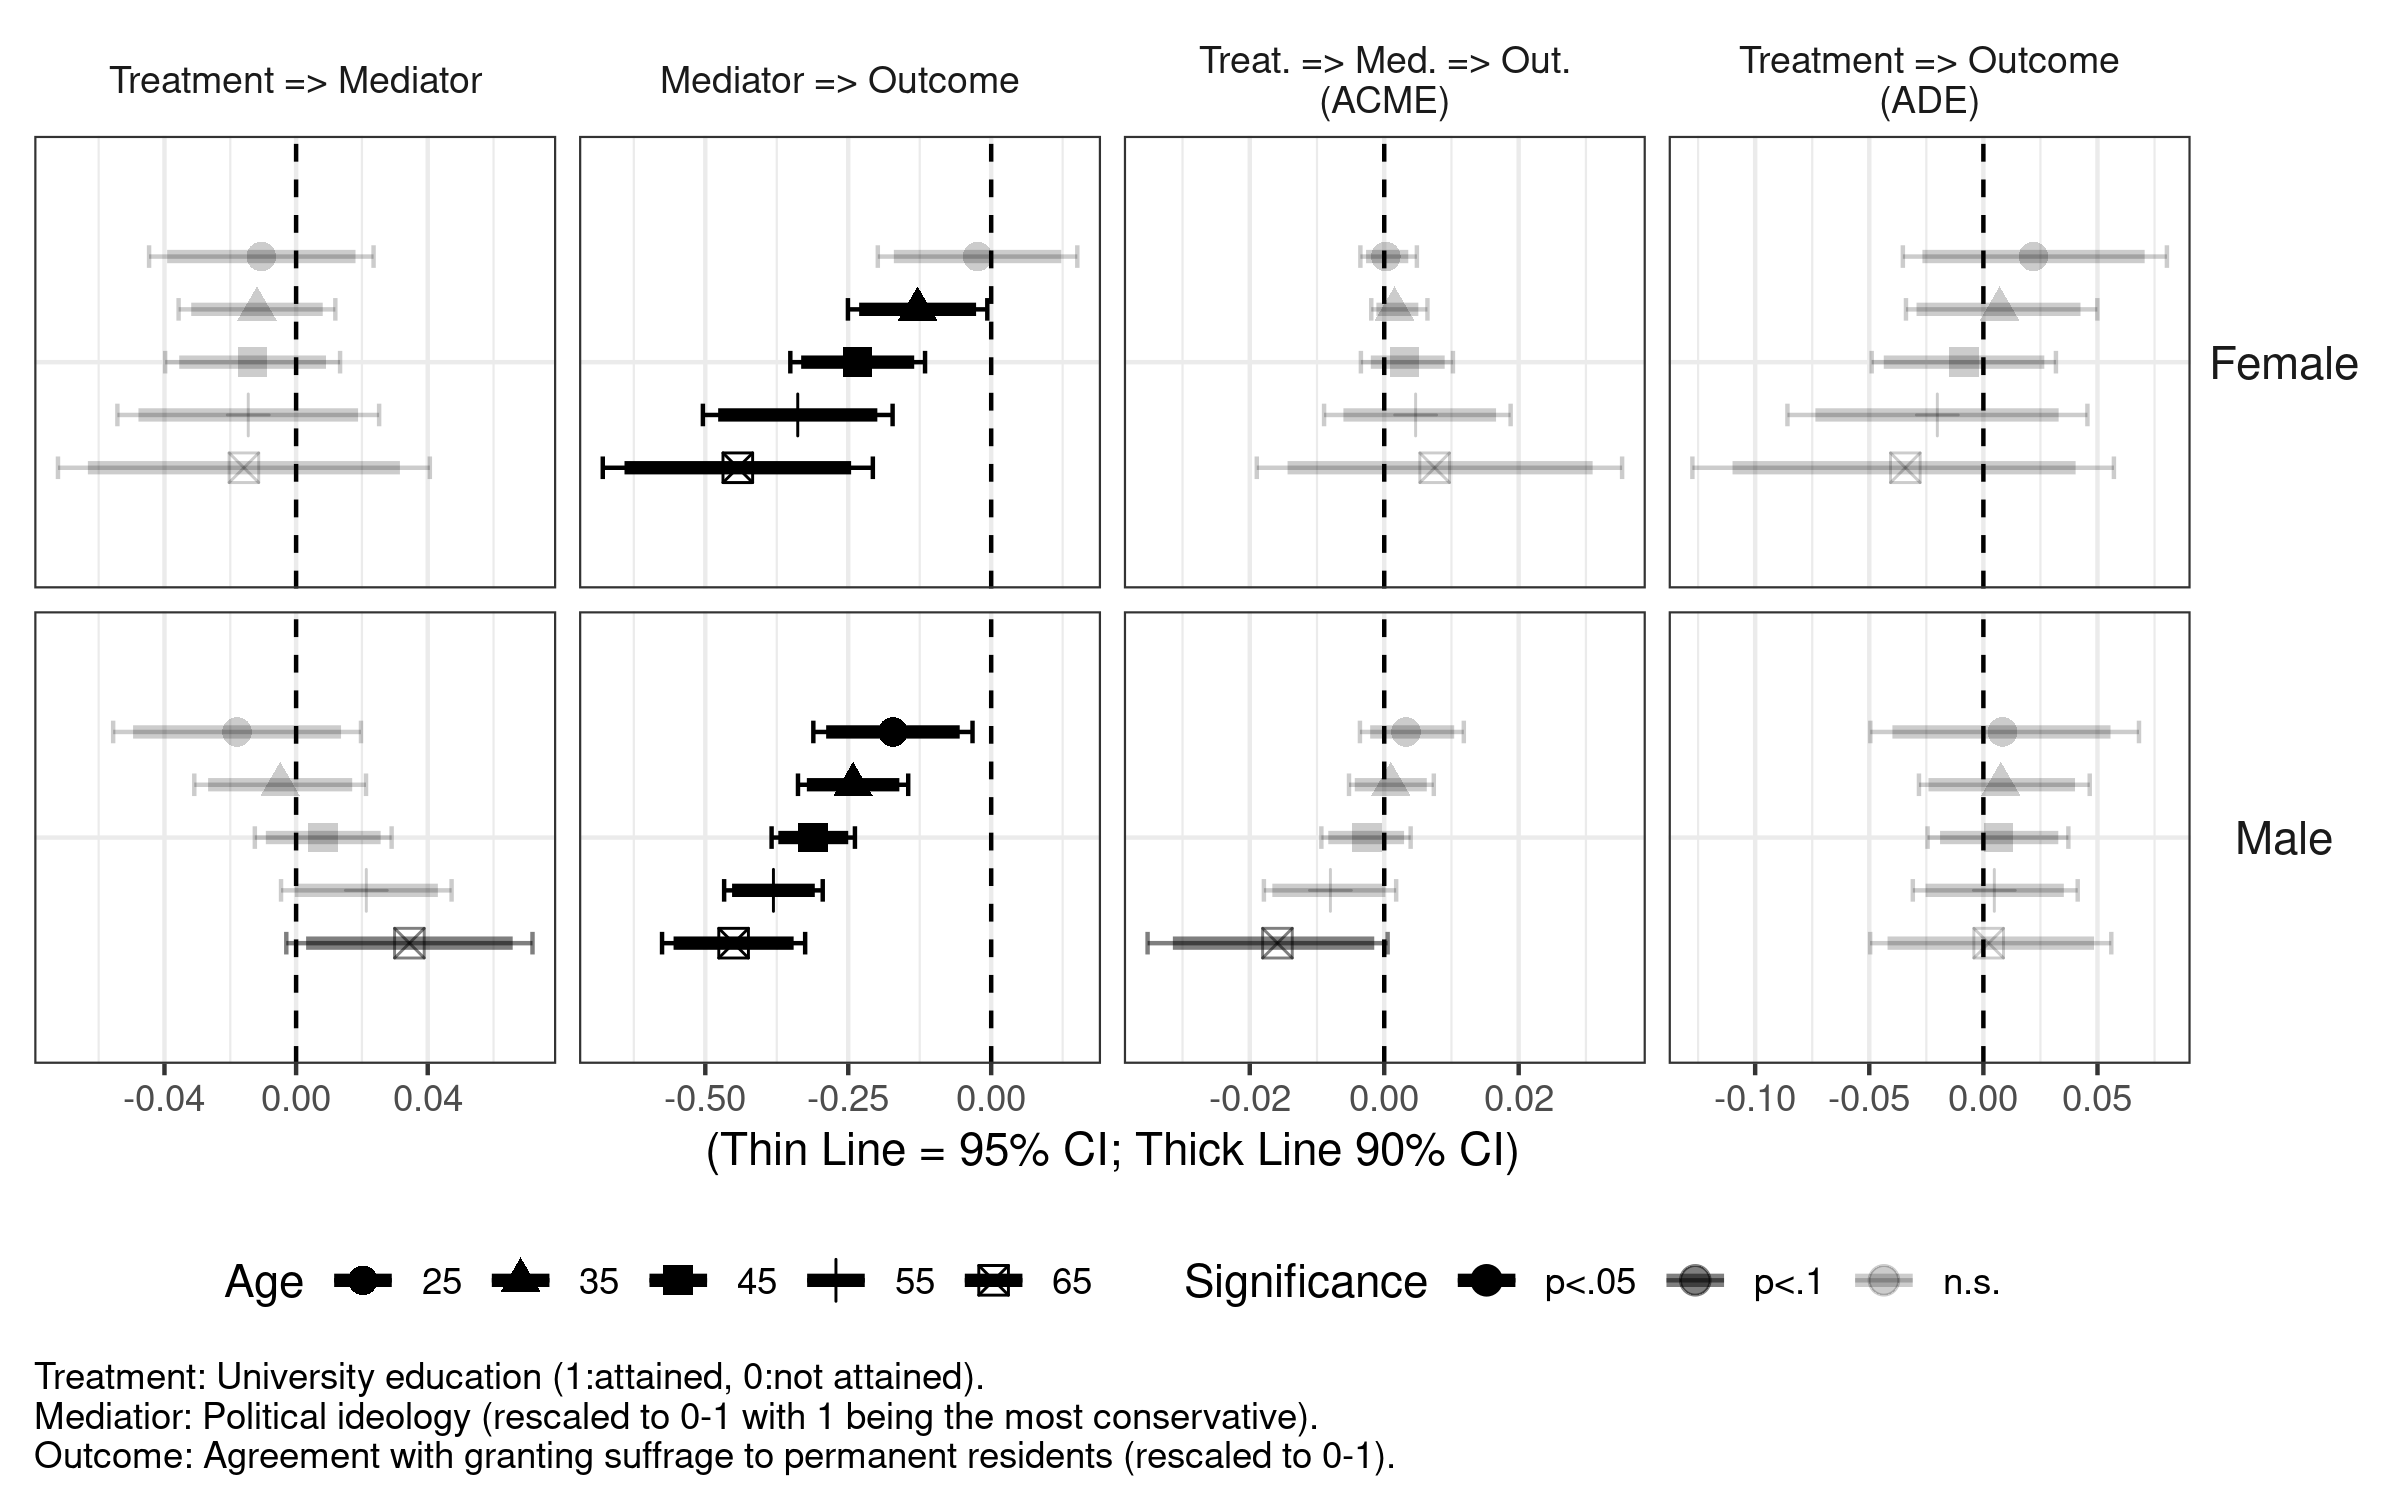 Treatment => Mediator
Mediator => Outcome
Treat. => Med. => Out.
(ACME)
Treatment => Outcome
(ADE)
Female
Male
-0.04 0.00 0.04
-0.50 -0.25 0.00
-0.02 0.00 0.02
-0.10 -0.05 0.00 0.05
(Thin Line = 95% CI; Thick Line 90% CI)
Age 25 35 45 55 65
Significance p<.05 p<.1 n.s.
Treatment: University education (1:attained, 0:not attained).
Mediatior: Political ideology (rescaled to 0-1 with 1 being the most conservative).
Outcome: Agreement with granting suffrage to permanent residents (rescaled to 0-1).